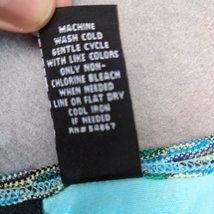 MACHINE
WASH COLD
GENTLE CYCLE
WITH LIKE COLORS
ONLY NON-
CHLORINE BLEACH
WHEN NEEDED
LINE OR FLAT DRY
COOL IRON
IF NEEDED
RN# 54867